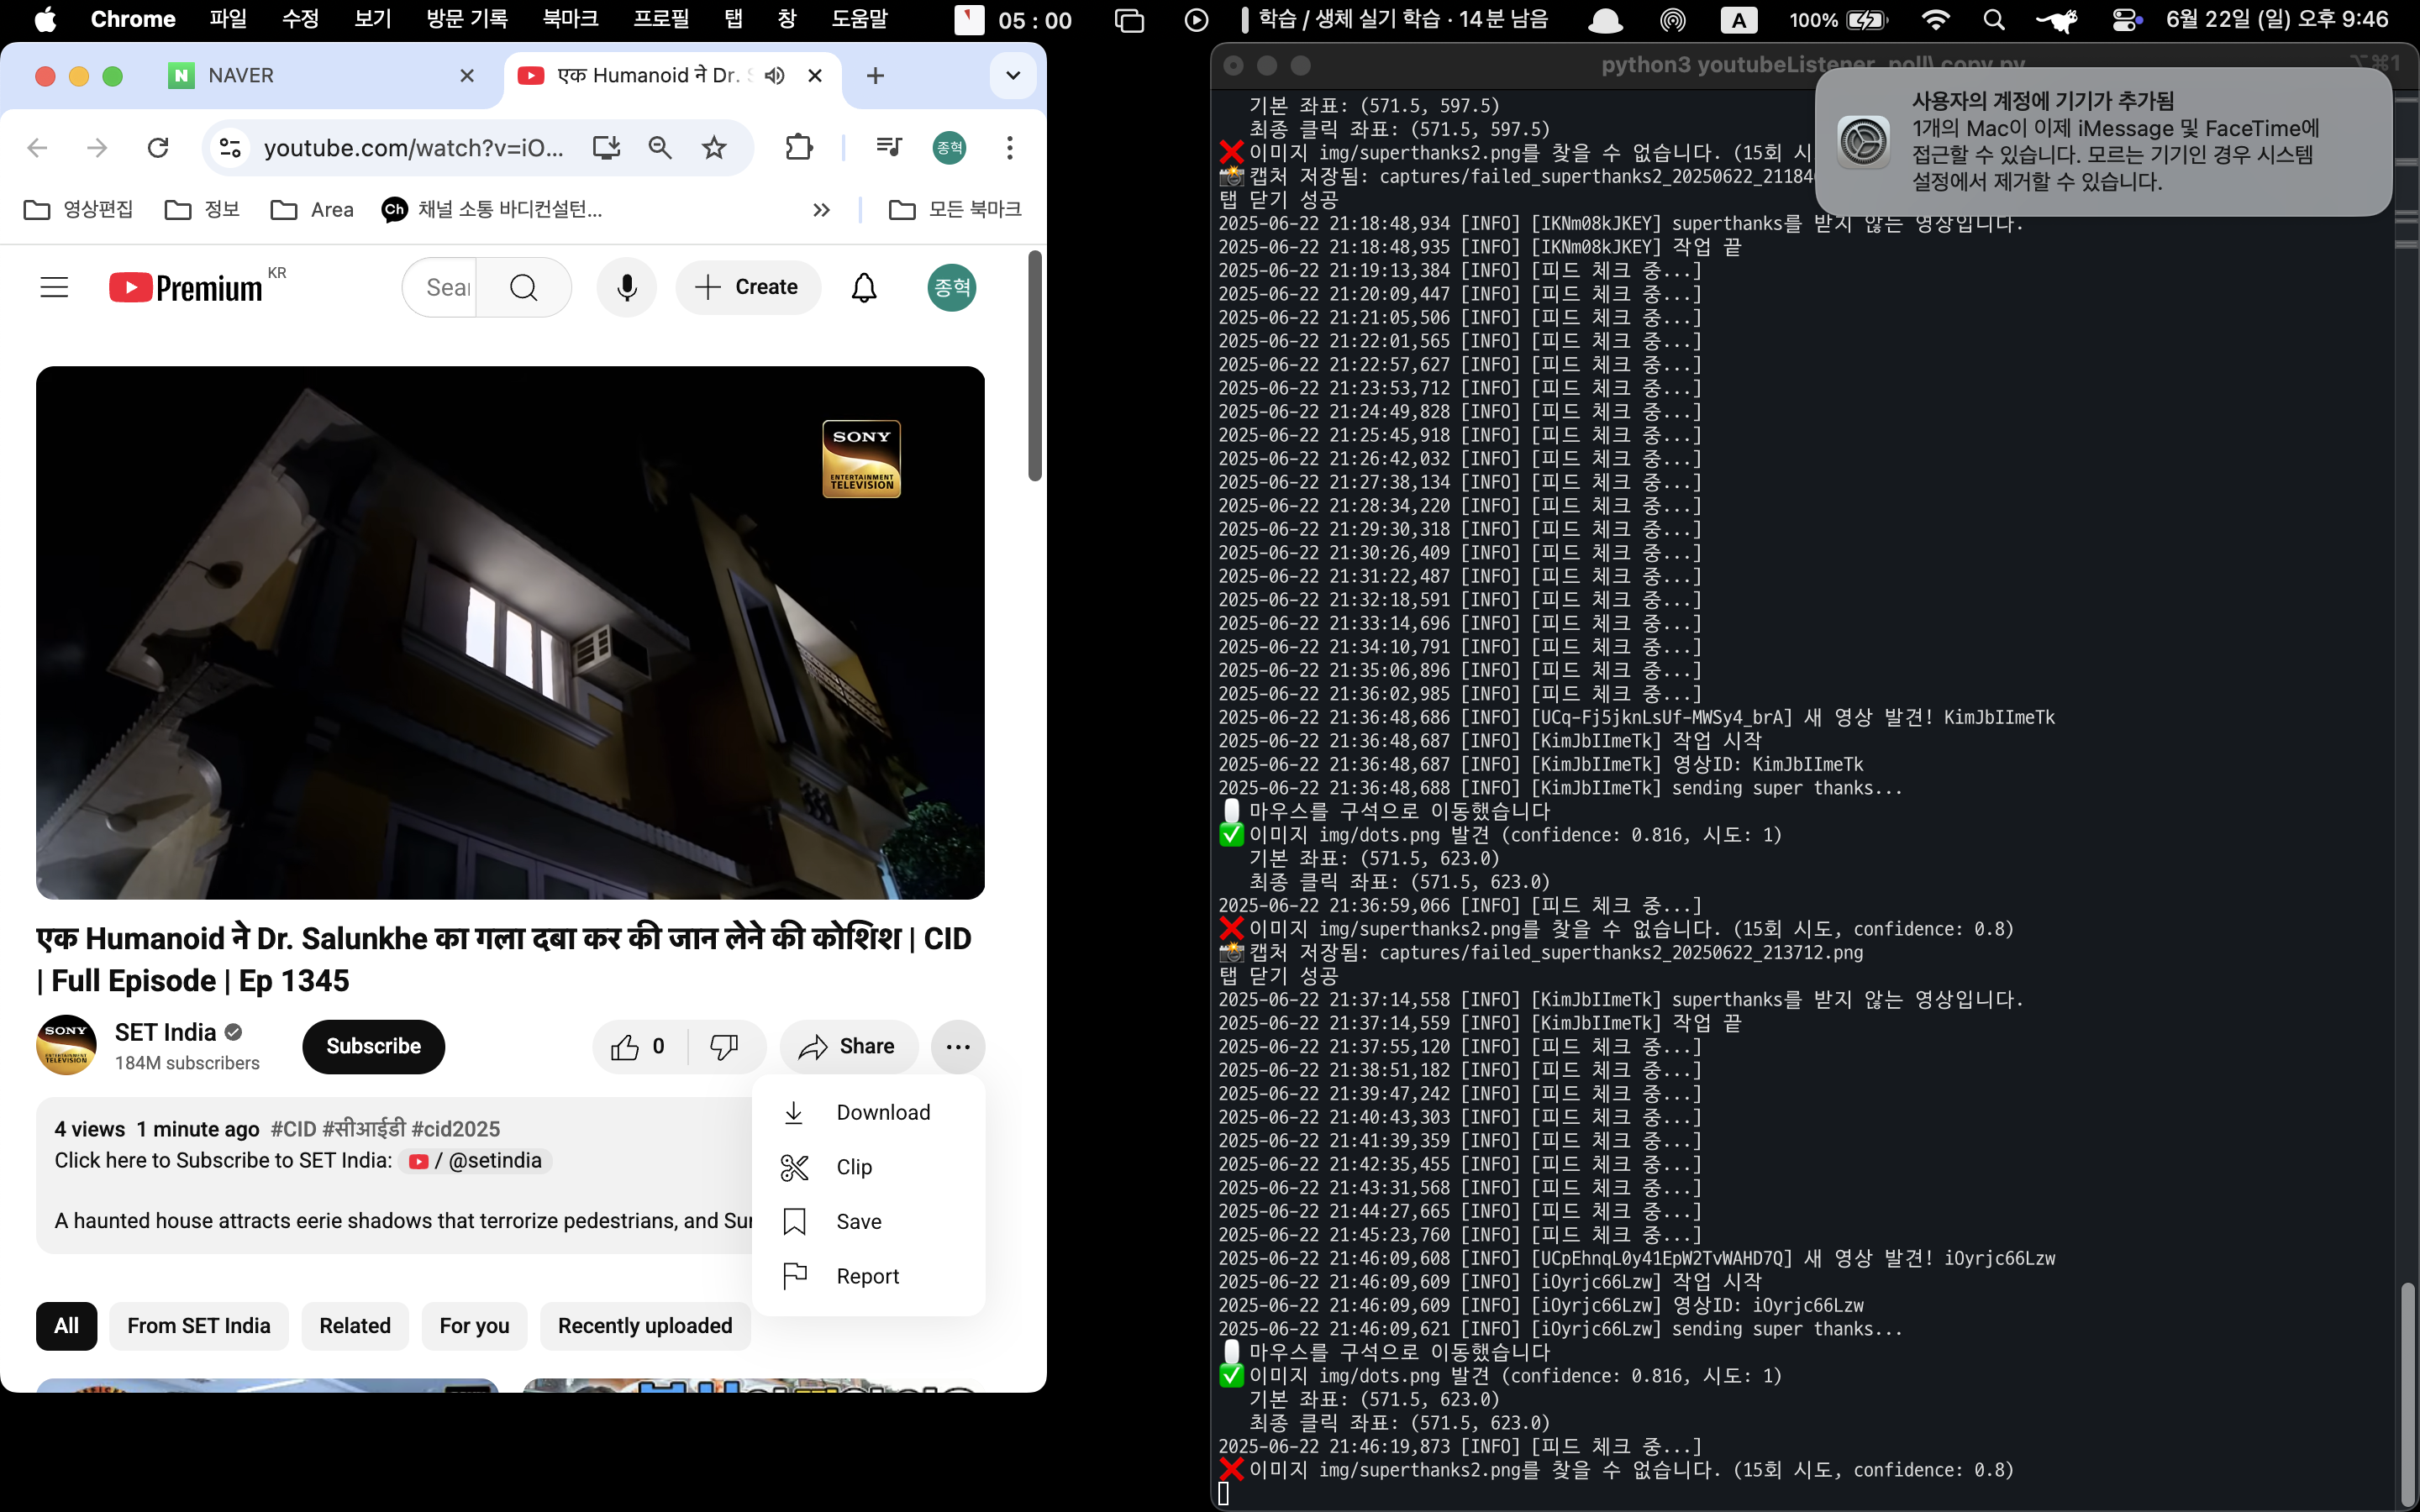 Chrome 파일 수정 보기 방문 기록 북마크 프로필 탭 창 도움말 05 : 00 학습 / 생체 실기 학습 · 14분 남음 A 100% 6월 22일 (일) 오후 9:46
NAVER
एक Humanoid ने Dr.
youtube.com/watch?v=iO...
종혁
영상편집 정보 Area 채널 소통 바디컨설턴... 모든 북마크
Premium KR
Create
종혁
SONY
ENTERTAINMENT
TELEVISION
एक Humanoid ने Dr. Salunkhe का गला दबा कर की जान लेने की कोशिश | CID
| Full Episode | Ep 1345
SET India
184M subscribers
Subscribe
0
Share
Download
Clip
Save
Report
4 views 1 minute ago #CID #सीआईडी #cid2025
Click here to Subscribe to SET India: / @setindia
A haunted house attracts eerie shadows that terrorize pedestrians, and
All From SET India Related For you Recently uploaded
python3 youtubeListener_poll\ copy.py
⌥⌘1
사용자의 계정에 기기가 추가됨
1개의 Mac이 이제 iMessage 및 FaceTime에
접근할 수 있습니다. 모르는 기기인 경우 시스템
설정에서 제거할 수 있습니다.
기본 좌표: (571.5, 597.5)
최종 클릭 좌표: (571.5, 597.5)
❌이미지 img/superthanks2.png를 찾을 수 없습니다. (15회 시
📸캡처 저장됨: captures/failed_superthanks2_20250622_21184
탭 닫기 성공
2025-06-22 21:18:48,934 [INFO] [IKNm08kJKEY] superthanks를 받지 않는 영상입니다.
2025-06-22 21:18:48,935 [INFO] [IKNm08kJKEY] 작업 끝
2025-06-22 21:19:13,384 [INFO] [피드 체크 중...]
2025-06-22 21:20:09,447 [INFO] [피드 체크 중...]
2025-06-22 21:21:05,506 [INFO] [피드 체크 중...]
2025-06-22 21:22:01,565 [INFO] [피드 체크 중...]
2025-06-22 21:22:57,627 [INFO] [피드 체크 중...]
2025-06-22 21:23:53,712 [INFO] [피드 체크 중...]
2025-06-22 21:24:49,828 [INFO] [피드 체크 중...]
2025-06-22 21:25:45,918 [INFO] [피드 체크 중...]
2025-06-22 21:26:42,032 [INFO] [피드 체크 중...]
2025-06-22 21:27:38,134 [INFO] [피드 체크 중...]
2025-06-22 21:28:34,220 [INFO] [피드 체크 중...]
2025-06-22 21:29:30,318 [INFO] [피드 체크 중...]
2025-06-22 21:30:26,409 [INFO] [피드 체크 중...]
2025-06-22 21:31:22,487 [INFO] [피드 체크 중...]
2025-06-22 21:32:18,591 [INFO] [피드 체크 중...]
2025-06-22 21:33:14,696 [INFO] [피드 체크 중...]
2025-06-22 21:34:10,791 [INFO] [피드 체크 중...]
2025-06-22 21:35:06,896 [INFO] [피드 체크 중...]
2025-06-22 21:36:02,985 [INFO] [피드 체크 중...]
2025-06-22 21:36:48,686 [INFO] [UCq-Fj5jknLsUf-MWSy4_brA] 새 영상 발견! KimJbIImeTk
2025-06-22 21:36:48,687 [INFO] [KimJbIImeTk] 작업 시작
2025-06-22 21:36:48,687 [INFO] [KimJbIImeTk] 영상ID: KimJbIImeTk
2025-06-22 21:36:48,688 [INFO] [KimJbIImeTk] sending super thanks...
마우스를 구석으로 이동했습니다
✅이미지 img/dots.png 발견 (confidence: 0.816, 시도: 1)
기본 좌표: (571.5, 623.0)
최종 클릭 좌표: (571.5, 623.0)
2025-06-22 21:36:59,066 [INFO] [피드 체크 중...]
❌이미지 img/superthanks2.png를 찾을 수 없습니다. (15회 시도, confidence: 0.8)
📸캡처 저장됨: captures/failed_superthanks2_20250622_213712.png
탭 닫기 성공
2025-06-22 21:37:14,558 [INFO] [KimJbIImeTk] superthanks를 받지 않는 영상입니다.
2025-06-22 21:37:14,559 [INFO] [KimJbIImeTk] 작업 끝
2025-06-22 21:37:55,120 [INFO] [피드 체크 중...]
2025-06-22 21:38:51,182 [INFO] [피드 체크 중...]
2025-06-22 21:39:47,242 [INFO] [피드 체크 중...]
2025-06-22 21:40:43,303 [INFO] [피드 체크 중...]
2025-06-22 21:41:39,359 [INFO] [피드 체크 중...]
2025-06-22 21:42:35,455 [INFO] [피드 체크 중...]
2025-06-22 21:43:31,568 [INFO] [피드 체크 중...]
2025-06-22 21:44:27,665 [INFO] [피드 체크 중...]
2025-06-22 21:45:23,760 [INFO] [피드 체크 중...]
2025-06-22 21:46:09,608 [INFO] [UCpEhnqL0y41EpW2TvWAHD7Q] 새 영상 발견! iOyrjc66Lzw
2025-06-22 21:46:09,609 [INFO] [iOyrjc66Lzw] 작업 시작
2025-06-22 21:46:09,609 [INFO] [iOyrjc66Lzw] 영상ID: iOyrjc66Lzw
2025-06-22 21:46:09,621 [INFO] [iOyrjc66Lzw] sending super thanks...
마우스를 구석으로 이동했습니다
✅이미지 img/dots.png 발견 (confidence: 0.816, 시도: 1)
기본 좌표: (571.5, 623.0)
최종 클릭 좌표: (571.5, 623.0)
2025-06-22 21:46:19,873 [INFO] [피드 체크 중...]
❌이미지 img/superthanks2.png를 찾을 수 없습니다. (15회 시도, confidence: 0.8)